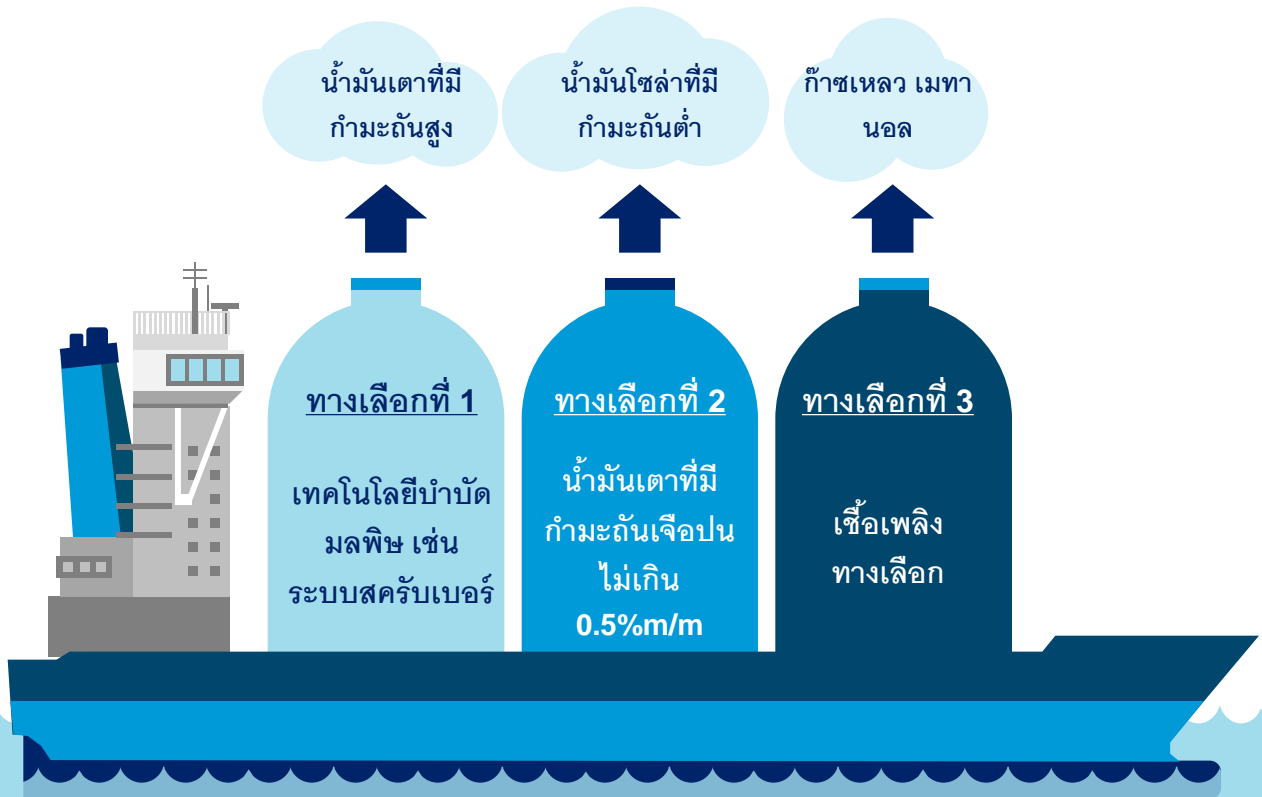 น้ำมันเตาที่มี
กำมะถันสูง
น้ำมันโซล่าที่มี
กำมะถันต่ำ
ก๊าซเหลว เมทา
นอล
ทางเลือกที่ 1
เทคโนโลยีบำบัด
มลพิษ เช่น
ระบบสครับเบอร์
ทางเลือกที่ 2
น้ำมันเตาที่มี
กำมะถันเจือปน
ไม่เกิน
0.5%m/m
ทางเลือกที่ 3
เชื้อเพลิง
ทางเลือก